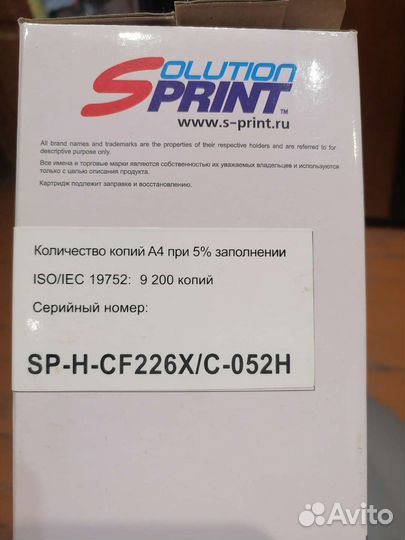 SOLUTION
SPRINT™
www.s-print.ru
All brand names and trademarks are the properties of their respective holders and are referred to for
descriptive purpose only.
Все имена и торговые марки являются собственностью их уважаемых владельцев и используются
только с целью описания продукта.
Картридж подлежит заправке и восстановлению.
Количество копий А4 при 5% заполнении
ISO/IEC 19752: 9 200 копий
Серийный номер:
SP-H-CF226X/C-052H
Avito